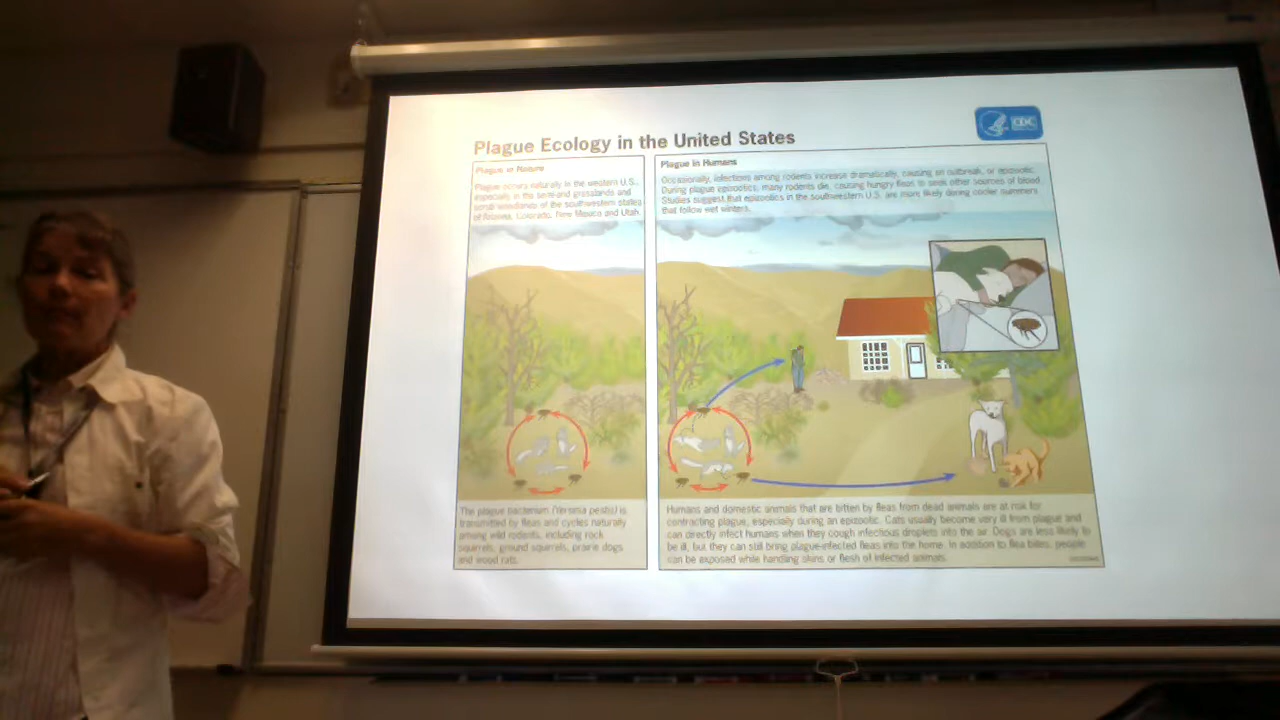 Plague Ecology in the United States
CDC
Plague in Nature
Plague occurs naturally in the western U.S.,
especially in the semi-arid grasslands and
scrub woodlands of the southwestern states
of Arizona, Colorado, New Mexico and Utah.
The plague bacterium (Yersinia pestis) is
transmitted by fleas and cycles naturally
among wild rodents, including rock
squirrels, ground squirrels, prairie dogs
and wood rats.
Plague in Humans
Occasionally, infections among rodents increase dramatically, causing an outbreak, or epizootic.
During plague epizootics, many rodents die, causing hungry fleas to seek other sources of blood.
Studies suggest that epizootics in the southwestern U.S. are more likely during cooler summers
that follow wet winters.
Humans and domestic animals that are bitten by fleas from dead animals are at risk for
contracting plague, especially during an epizootic. Cats usually become very ill from plague and
can directly infect humans when they cough infectious droplets into the air. Dogs are less likely to
be ill, but they can still bring plague-infected fleas into the home. In addition to flea bites, people
can be exposed while handling skins or flesh of infected animals.